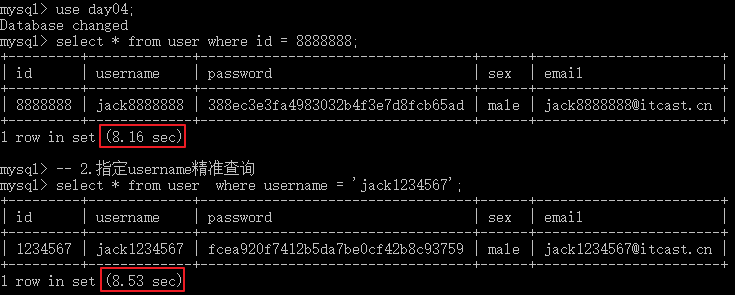 mysql> use day04;
Database changed
mysql> select * from user where id = 8888888;
+---------+-------------+----------------------------------+------+-----------------------+
| id | username | password | sex | email |
+---------+-------------+----------------------------------+------+-----------------------+
| 8888888 | jack8888888 | 388ec3e3fa4983032b4f3e7d8fcb65ad | male | jack8888888@itcast.cn |
+---------+-------------+----------------------------------+------+-----------------------+
1 row in set (8.16 sec)
mysql> -- 2.指定username精准查询
mysql> select * from user  where username = 'jack1234567';
+---------+-------------+----------------------------------+------+-----------------------+
| id | username | password | sex | email |
+---------+-------------+----------------------------------+------+-----------------------+
| 1234567 | jack1234567 | fcea920f7412b5da7be0cf42b8c93759 | male | jack1234567@itcast.cn |
+---------+-------------+----------------------------------+------+-----------------------+
1 row in set (8.53 sec)